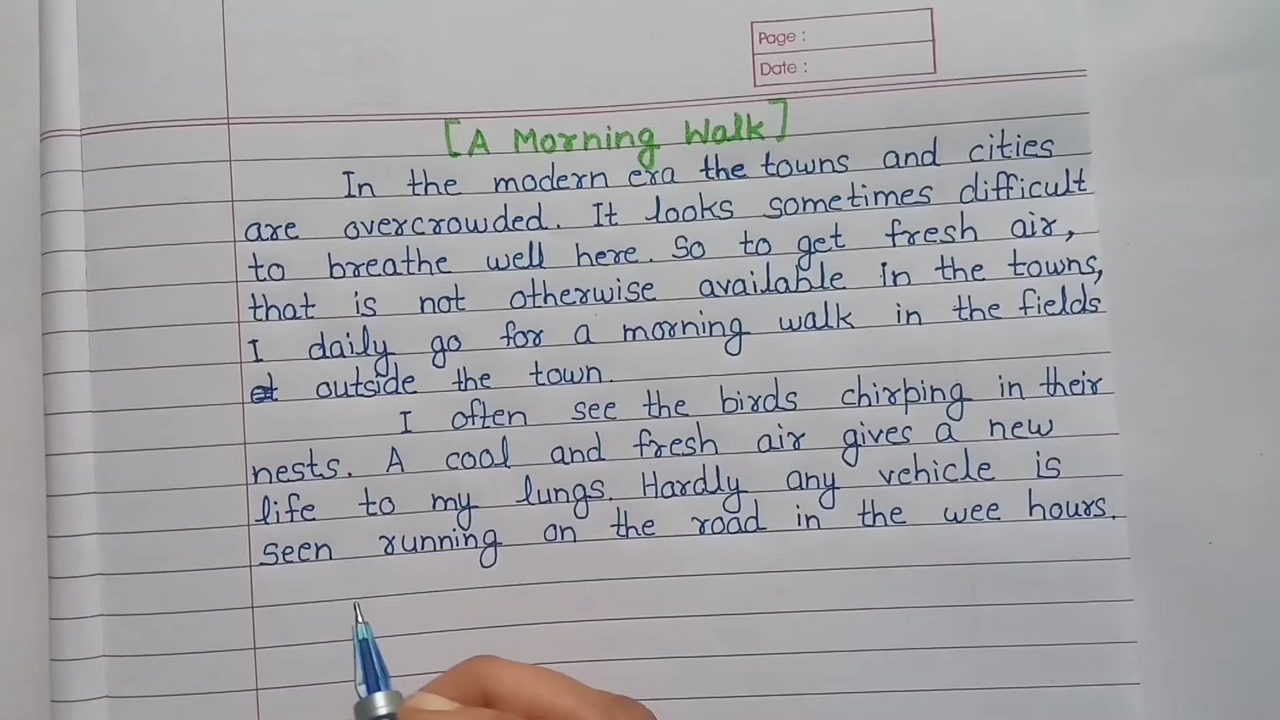 Page :
Date :
[A Morning Walk]
In the modern era the towns and cities
are overcrowded. It looks sometimes difficult
to breathe well here. So to get fresh air,
that is not otherwise available in the towns,
I daily go for a morning walk in the fields
outside the town.
I often see the birds chirping in their
nests. A cool and fresh air gives a new
life to my lungs. Hardly any vehicle is
seen running on the road in the wee hours.